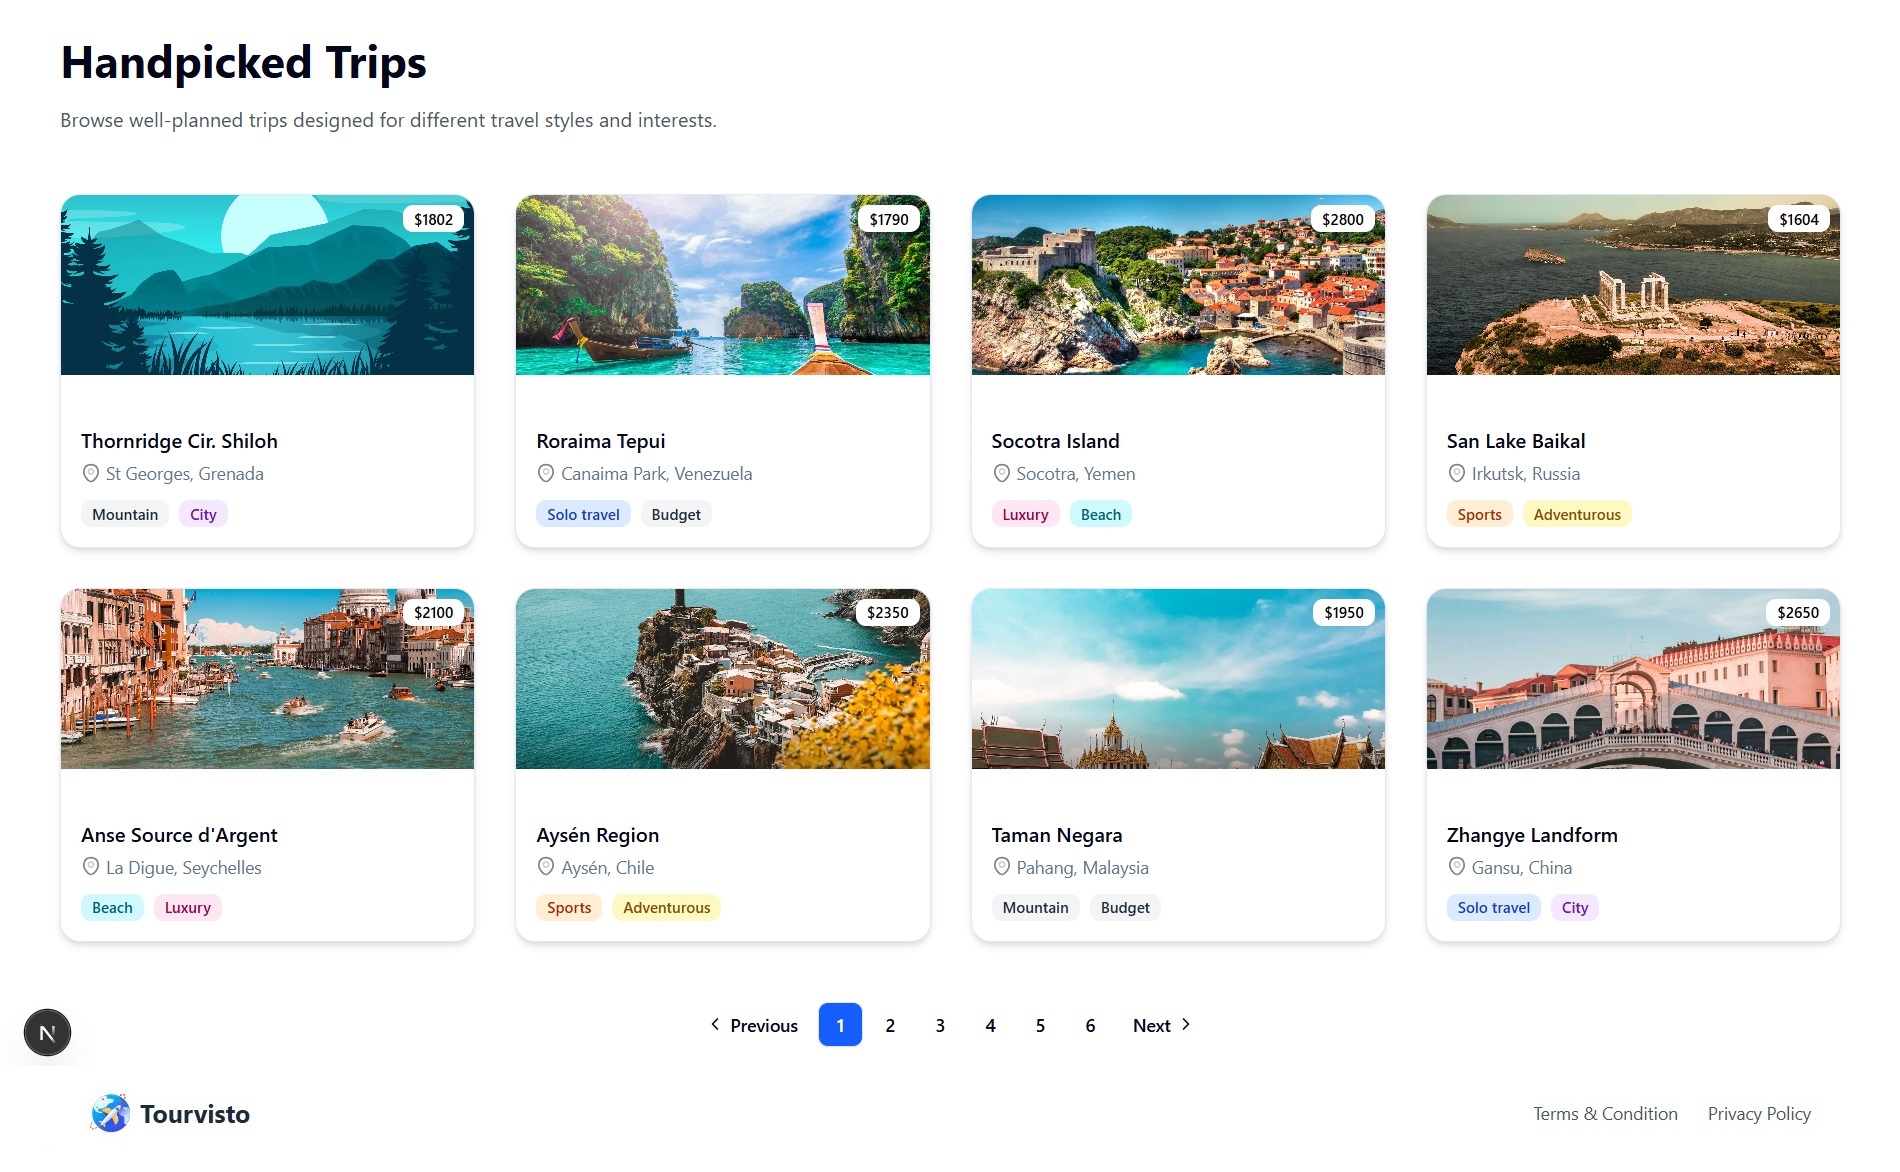 Handpicked Trips
Browse well-planned trips designed for different travel styles and interests.
$1802
Thornridge Cir. Shiloh
St Georges, Grenada
Mountain City
$1790
Roraima Tepui
Canaima Park, Venezuela
Solo travel Budget
$2800
Socotra Island
Socotra, Yemen
Luxury Beach
$1604
San Lake Baikal
Irkutsk, Russia
Sports Adventurous
$2100
Anse Source d'Argent
La Digue, Seychelles
Beach Luxury
$2350
Aysén Region
Aysén, Chile
Sports Adventurous
$1950
Taman Negara
Pahang, Malaysia
Mountain Budget
$2650
Zhangye Landform
Gansu, China
Solo travel City
Previous 1 2 3 4 5 6 Next
N
Tourvisto
Terms & Condition Privacy Policy